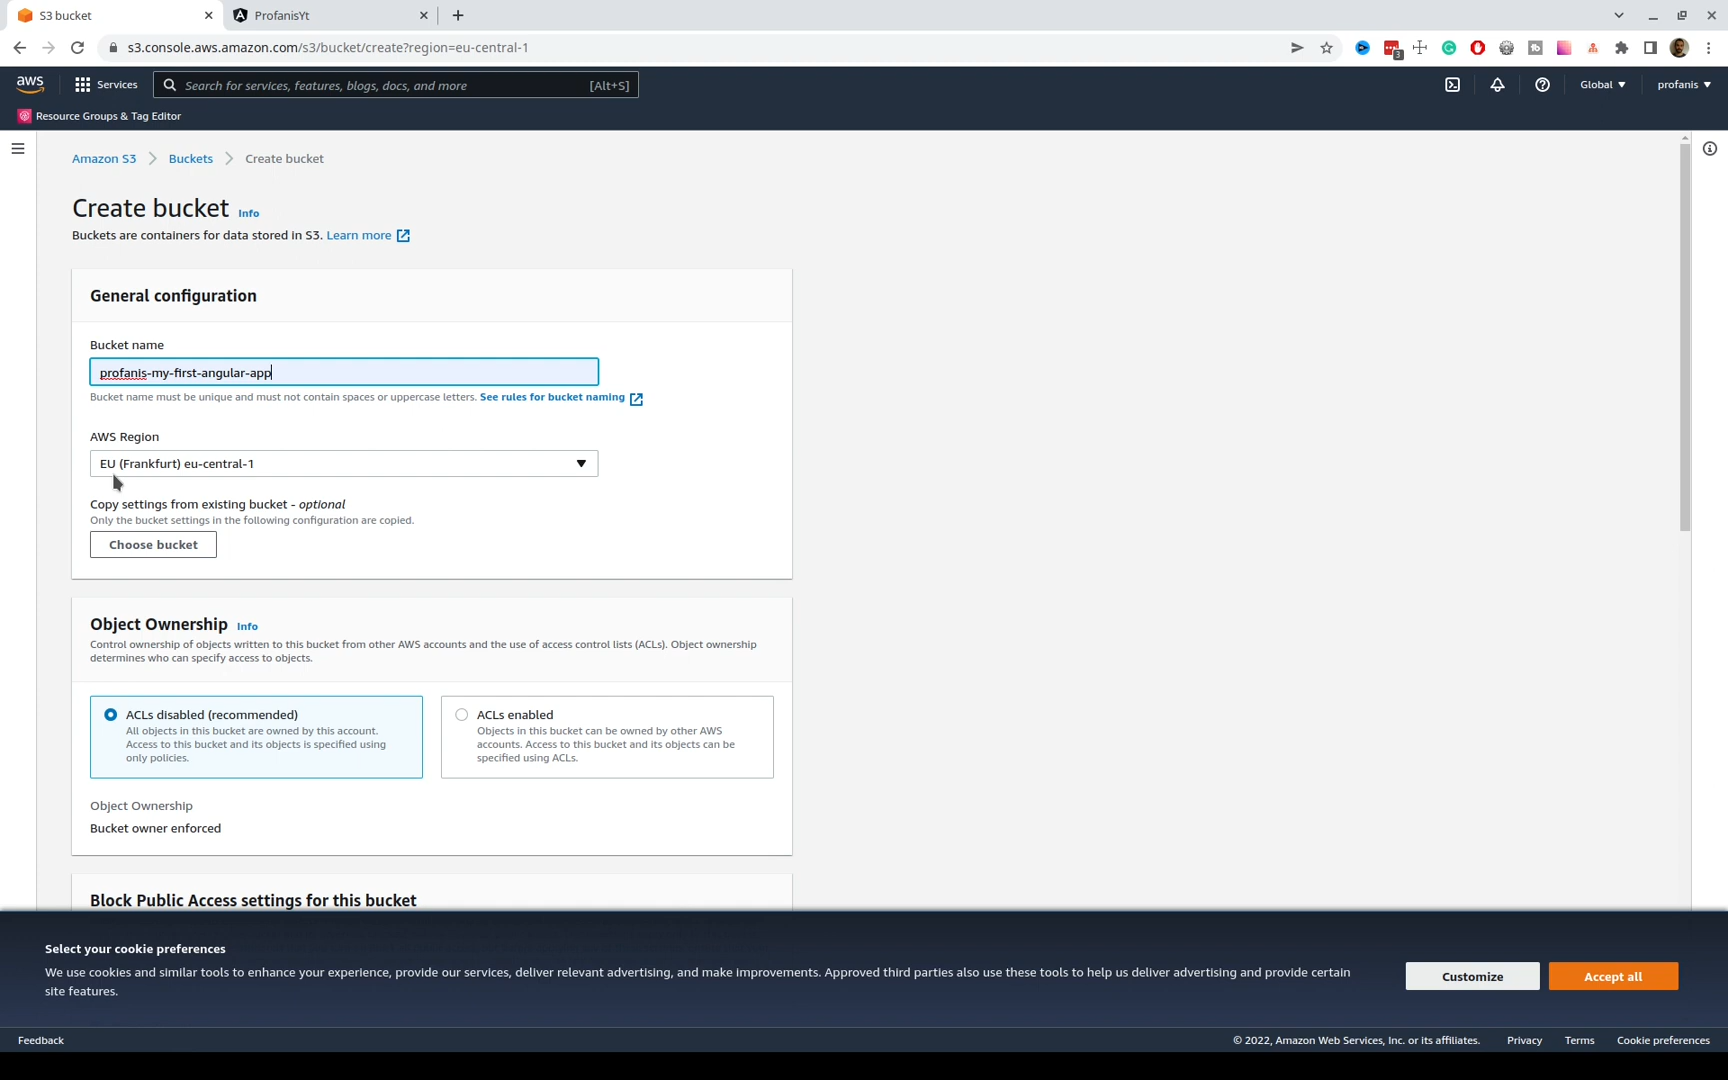 S3 bucket
ProfanisYt
s3.console.aws.amazon.com/s3/bucket/create?region=eu-central-1
3
aws
Services
Search for services, features, blogs, docs, and more
[Alt+S]
Global
profanis
Resource Groups & Tag Editor
Amazon S3
Buckets
Create bucket
Create bucket
Info
Buckets are containers for data stored in S3. Learn more
General configuration
Bucket name
profanis-my-first-angular-app
Bucket name must be unique and must not contain spaces or uppercase letters. See rules for bucket naming
AWS Region
EU (Frankfurt) eu-central-1
Copy settings from existing bucket - optional
Only the bucket settings in the following configuration are copied.
Choose bucket
Object Ownership
Info
Control ownership of objects written to this bucket from other AWS accounts and the use of access control lists (ACLs). Object ownership
determines who can specify access to objects.
ACLs disabled (recommended)
All objects in this bucket are owned by this account.
Access to this bucket and its objects is specified using
only policies.
ACLs enabled
Objects in this bucket can be owned by other AWS
accounts. Access to this bucket and its objects can be
specified using ACLs.
Object Ownership
Bucket owner enforced
Block Public Access settings for this bucket
Select your cookie preferences
We use cookies and similar tools to enhance your experience, provide our services, deliver relevant advertising, and make improvements. Approved third parties also use these tools to help us deliver advertising and provide certain
site features.
Customize
Accept all
Feedback
© 2022, Amazon Web Services, Inc. or its affiliates.
Privacy
Terms
Cookie preferences